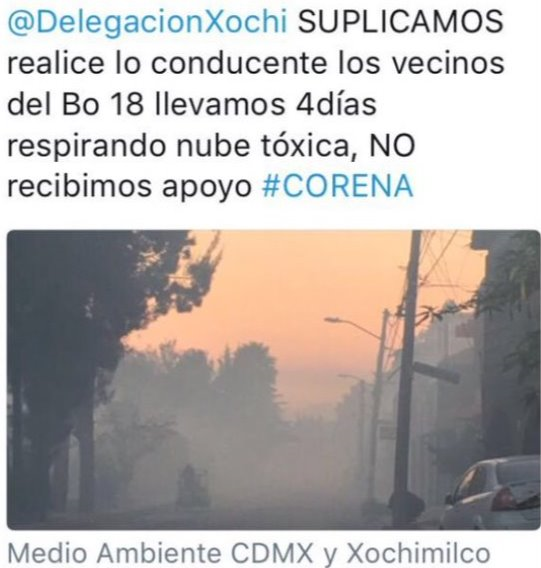 @DelegacionXochi SUPLICAMOS
realice lo conducente los vecinos
del Bo 18 llevamos 4días
respirando nube tóxica, NO
recibimos apoyo #CORENA
Medio Ambiente CDMX y Xochimilco